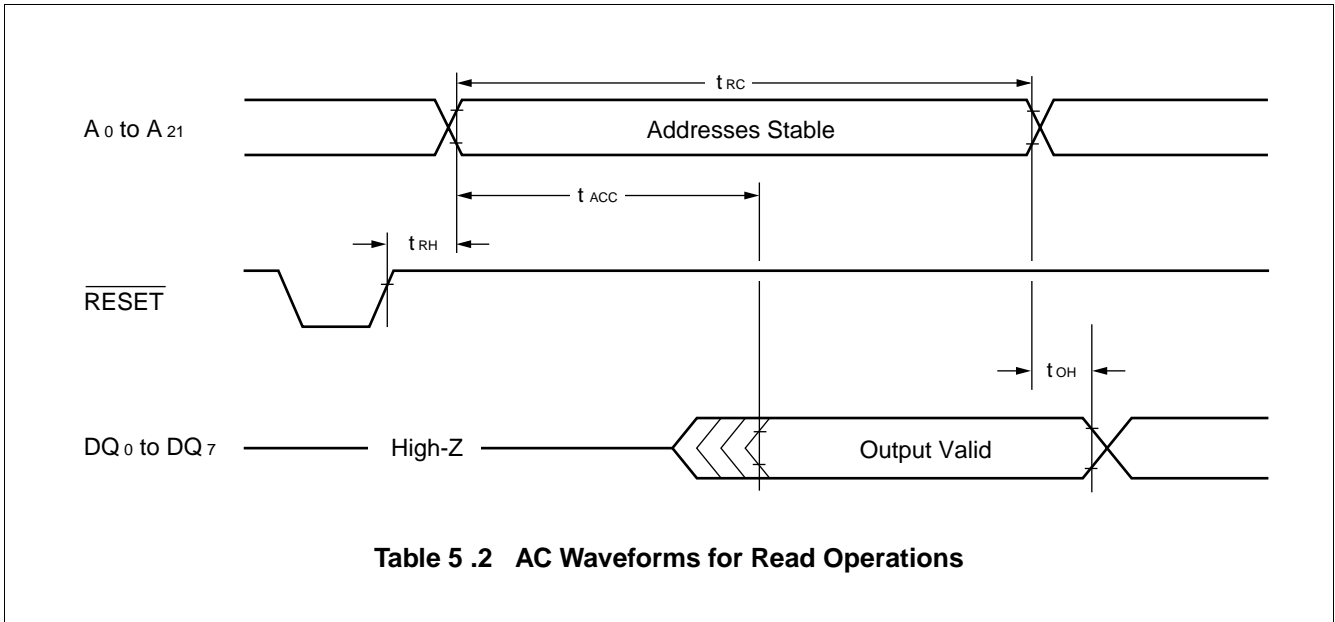 t RC
A 0 to A 21
Addresses Stable
t ACC
t RH
RESET
t OH
DQ 0 to DQ 7
High-Z
Output Valid
Table 5 .2 AC Waveforms for Read Operations